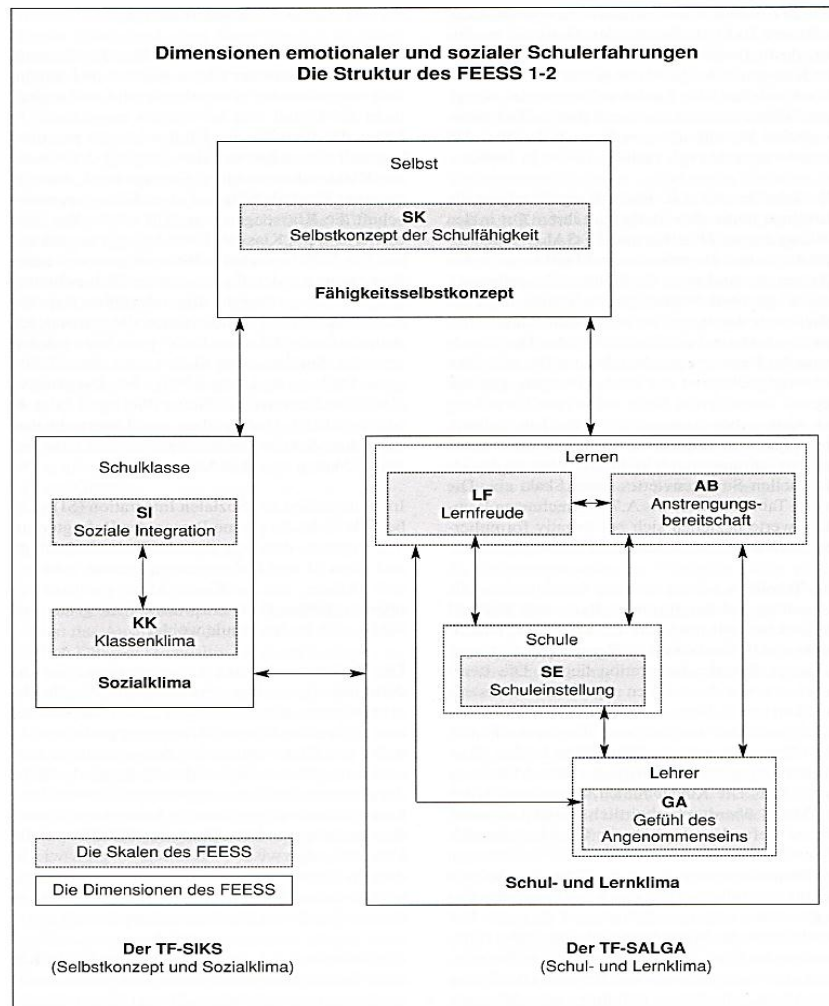 Dimensionen emotionaler und sozialer Schulerfahrungen
Die Struktur des FEESS 1-2
Selbst
SK
Selbstkonzept der Schulfähigkeit
Fähigkeitsselbstkonzept
Schulklasse
SI
Soziale Integration
KK
Klassenklima
Sozialklima
Lernen
LF
Lernfreude
AB
Anstrengungs-
bereitschaft
Schule
SE
Schuleinstellung
Lehrer
GA
Gefühl des
Angenommenseins
Schul- und Lernklima
Die Skalen des FEESS
Die Dimensionen des FEESS
Der TF-SIKS
(Selbstkonzept und Sozialklima)
Der TF-SALGA
(Schul- und Lernklima)